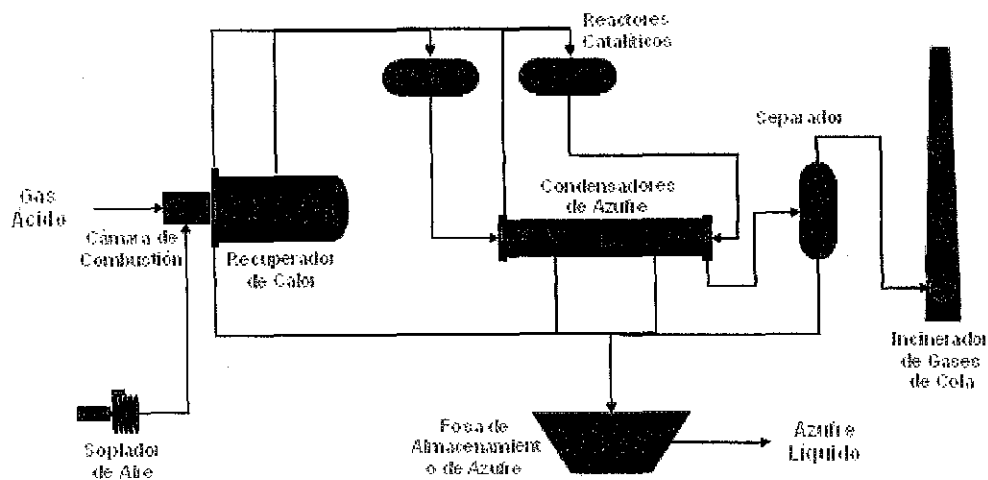 Reactores
Catalíticos
Separador
Gas
Ácido
Condensadores
de Azufre
Cámara de
Combustión
Recuperador
de Calor
Incinerador
de Gases
de Cola
Soplador
de Aire
Fosa de
Almacenamient
o de Azufre
Azufre
Líquido